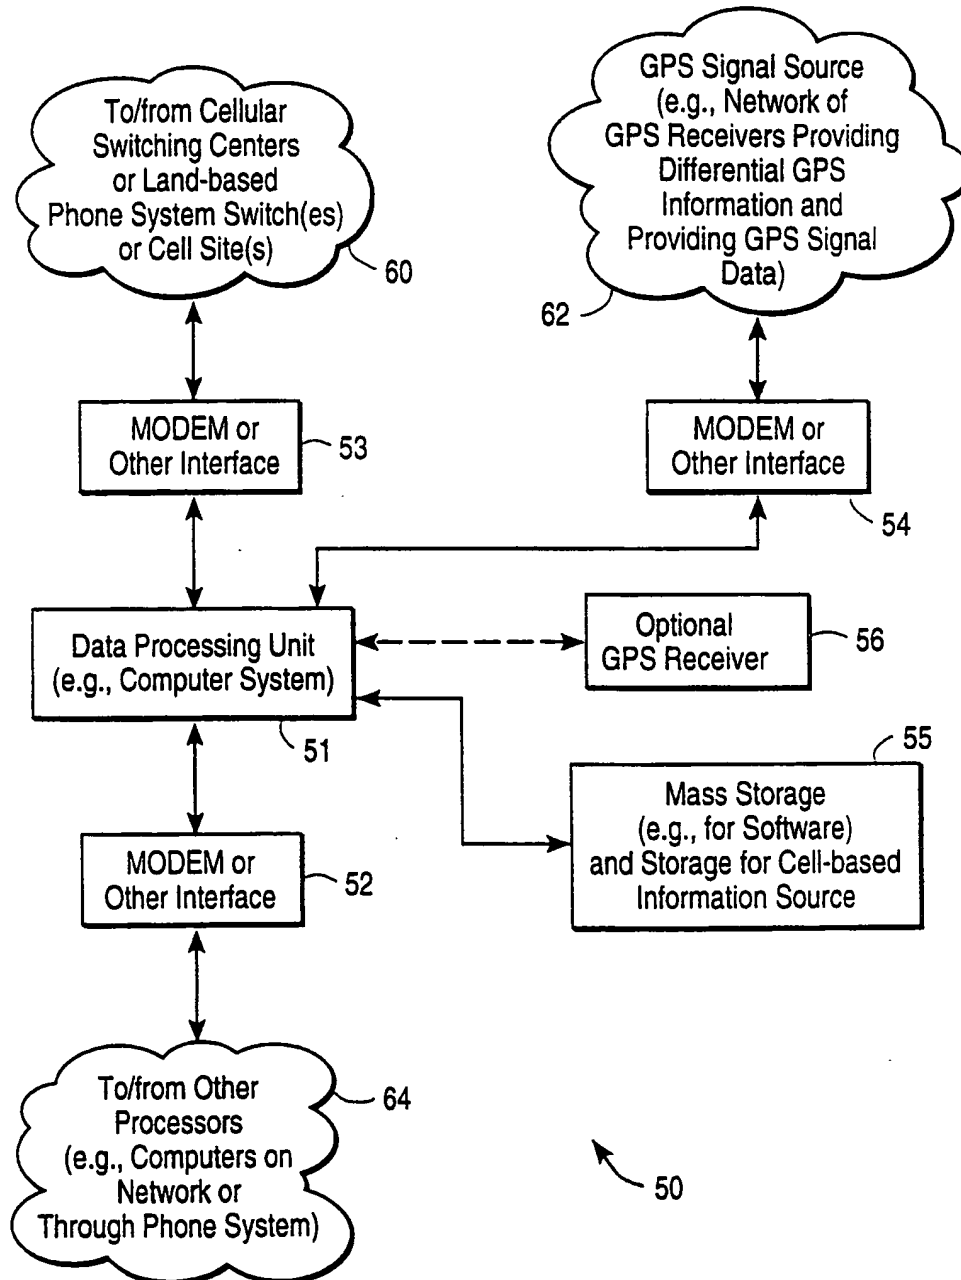 To/from Cellular
Switching Centers
or Land-based
Phone System Switch(es)
or Cell Site(s)
60
GPS Signal Source
(e.g., Network of
GPS Receivers Providing
Differential GPS
Information and
Providing GPS Signal
Data)
62
MODEM or
Other Interface
53
MODEM or
Other Interface
54
Data Processing Unit
(e.g., Computer System)
51
Optional
GPS Receiver
56
55
Mass Storage
(e.g., for Software)
and Storage for Cell-based
Information Source
MODEM or
Other Interface
52
To/from Other
Processors
(e.g., Computers on
Network or
Through Phone System)
64
50